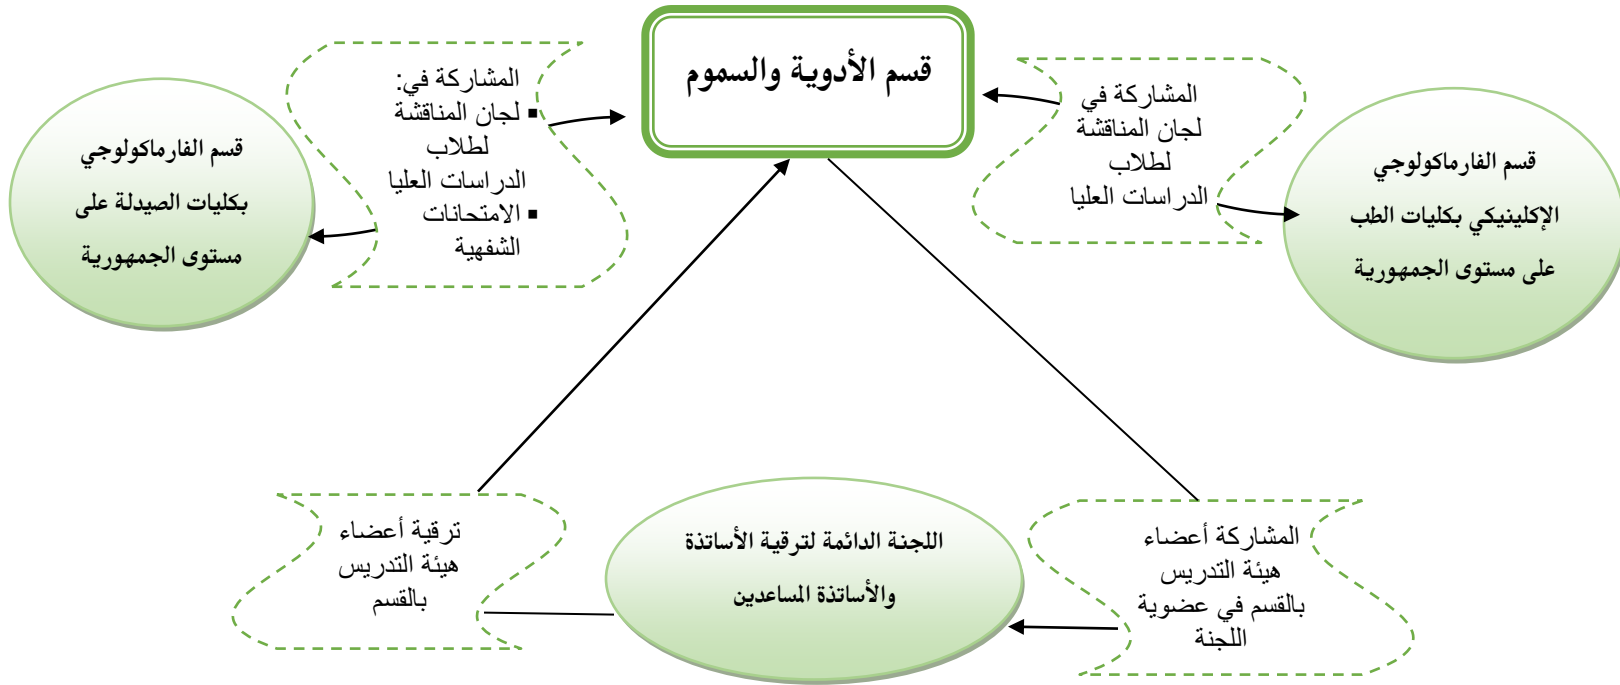 قسم الأدوية والسموم
المشاركة في
لجان المناقشة
لطلاب
الدراسات العليا
قسم الفارماكولوجي
الإكلينيكي بكليات الطب
على مستوى الجمهورية
المشاركة في:
▪ لجان المناقشة
لطلاب
الدراسات العليا
▪ الامتحانات
الشفهية
قسم الفارماكولوجي
بكليات الصيدلة على
مستوى الجمهورية
المشاركة أعضاء
هيئة التدريس
بالقسم في عضوية
اللجنة
اللجنة الدائمة لترقية الأساتذة
والأساتذة المساعدين
ترقية أعضاء
هيئة التدريس
بالقسم